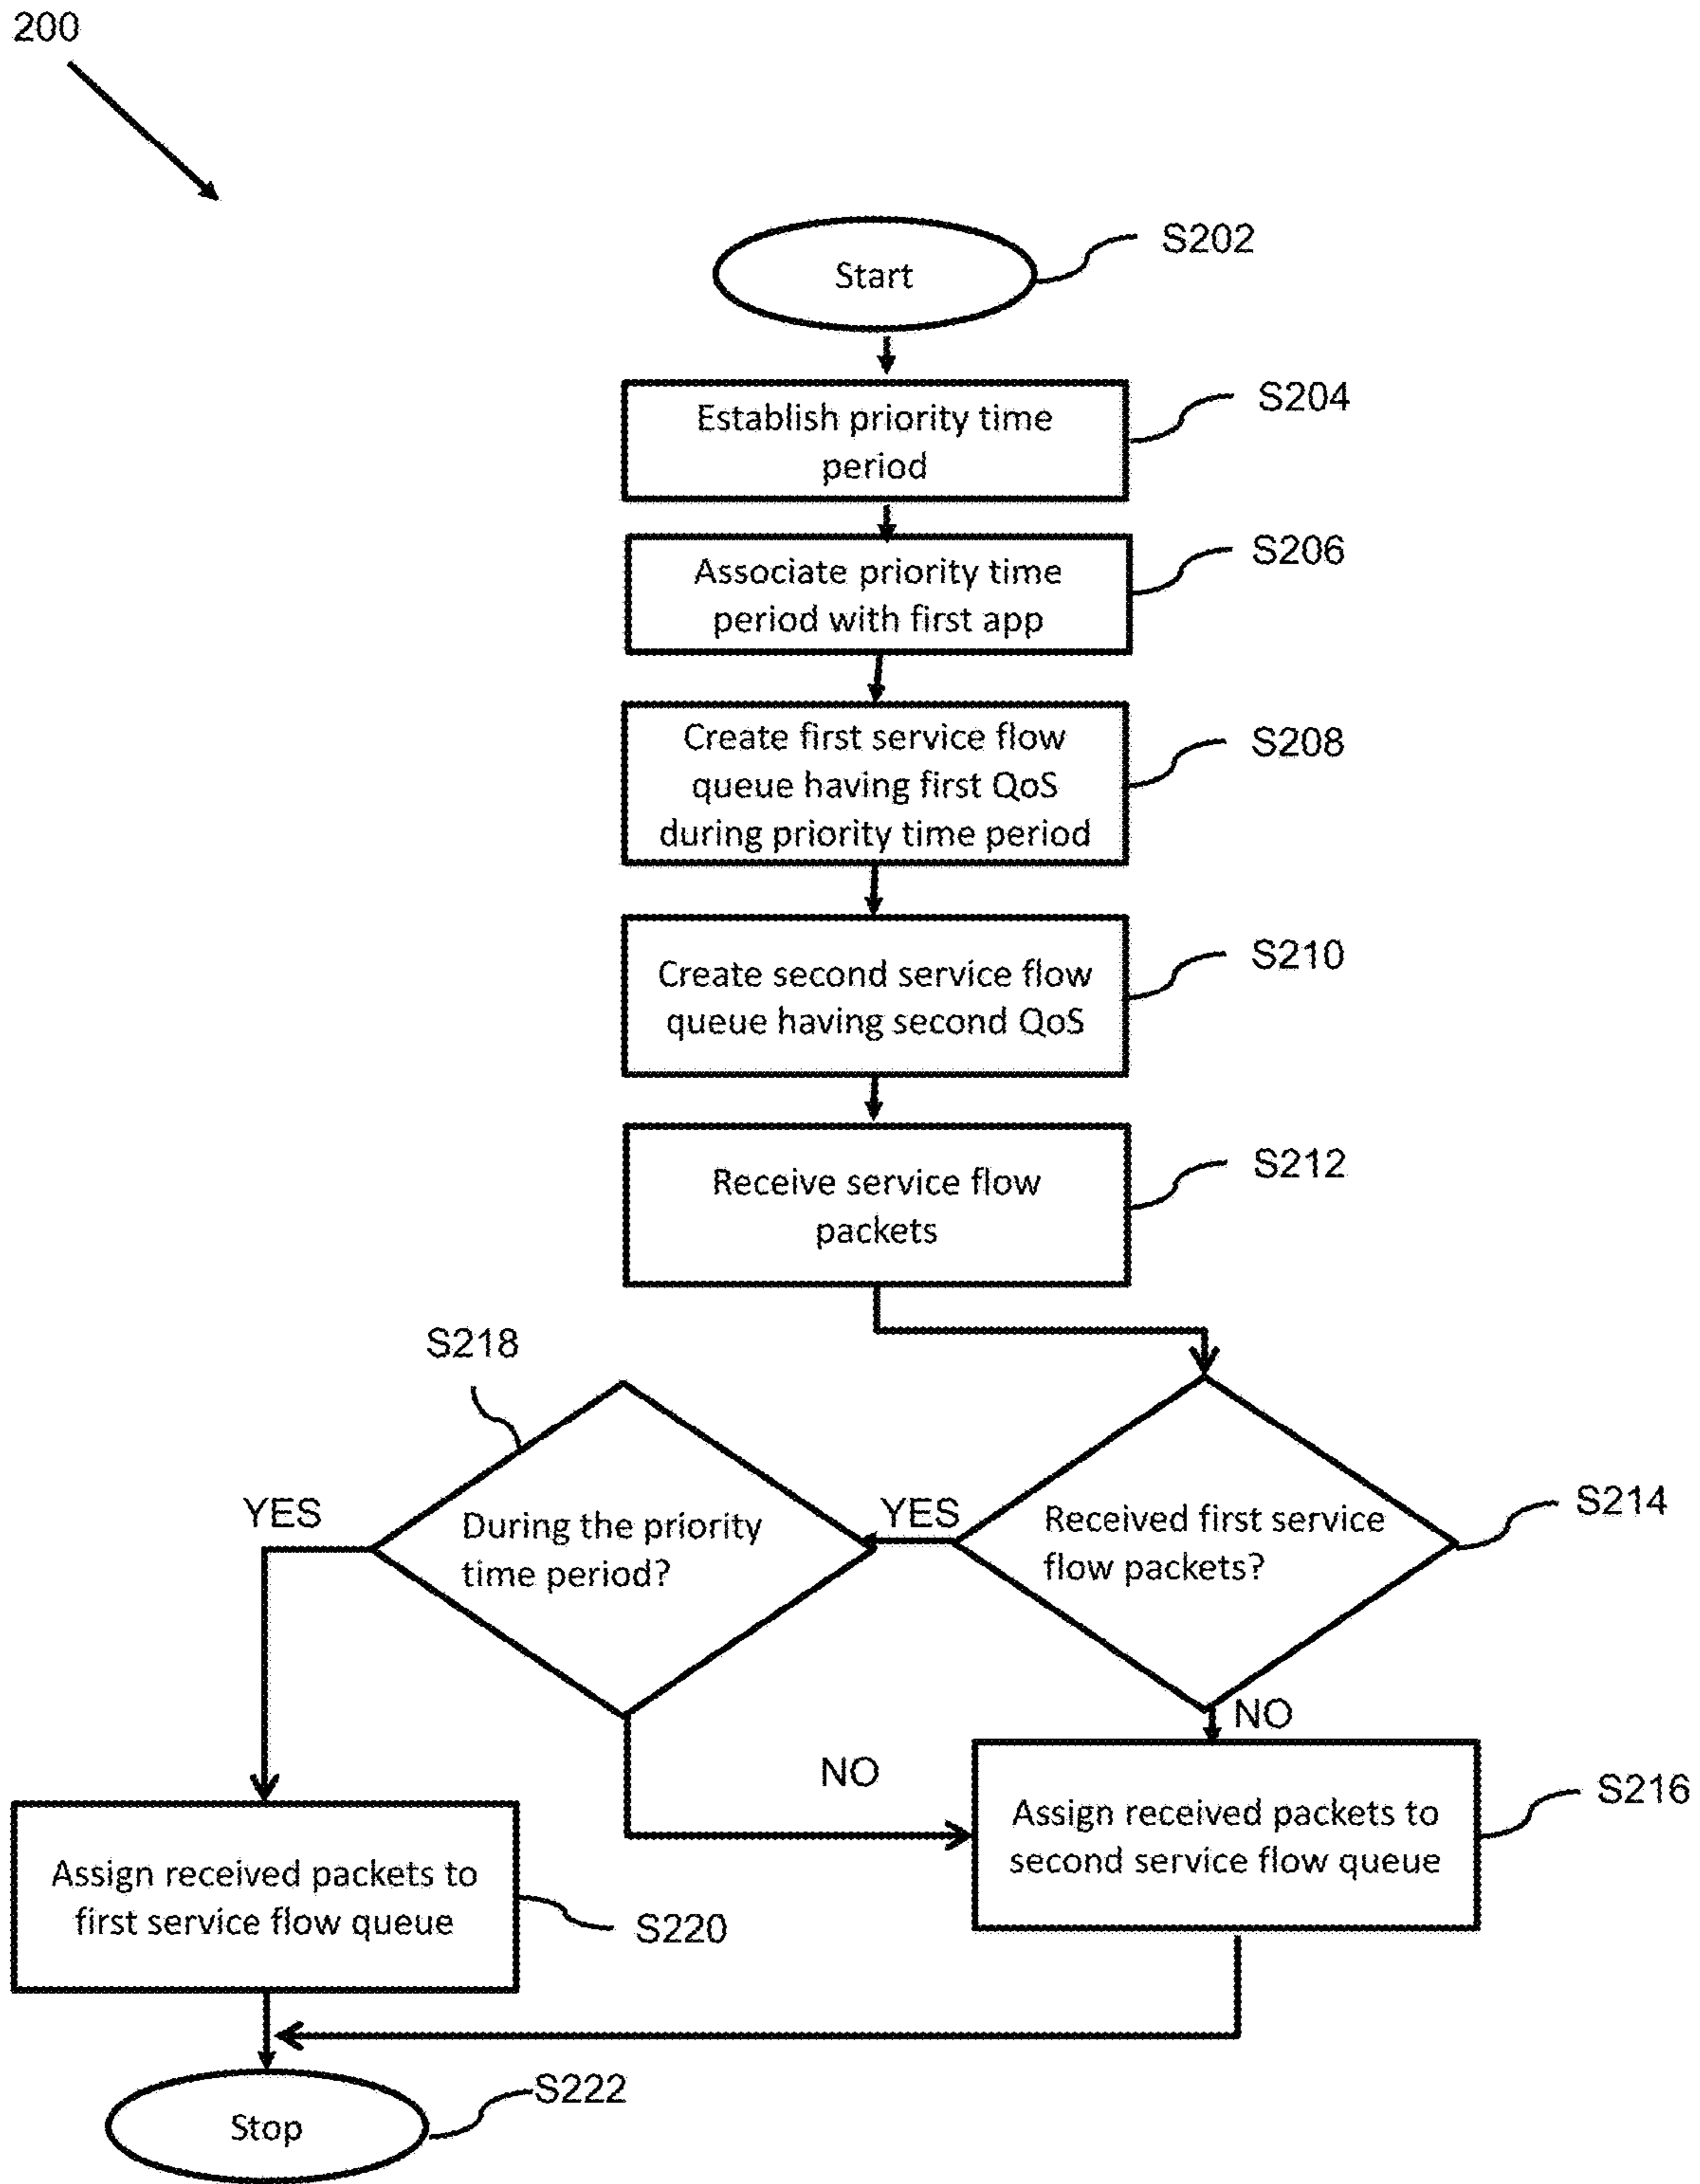 200
Start
S202
Establish priority time
period
S204
Associate priority time
period with first app
S206
Create first service flow
queue having first QoS
during priority time period
S208
Create second service flow
queue having second QoS
S210
Receive service flow
packets
S212
S218
During the priority
time period?
YES
YES
Received first service
flow packets?
S214
NO
NO
Assign received packets to
second service flow queue
S216
Assign received packets to
first service flow queue
S220
Stop
S222